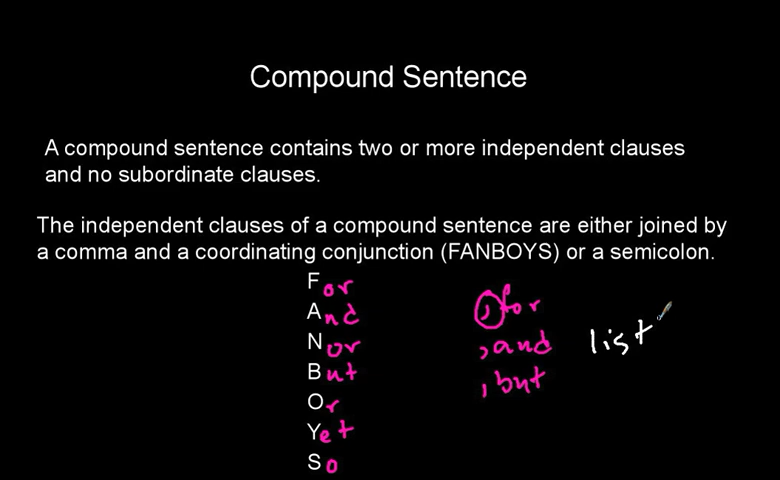 Compound Sentence
A compound sentence contains two or more independent clauses
and no subordinate clauses.
The independent clauses of a compound sentence are either joined by
a comma and a coordinating conjunction (FANBOYS) or a semicolon.
For
And
Nor
But
Or
Yet
So
, for
, and
, but
list